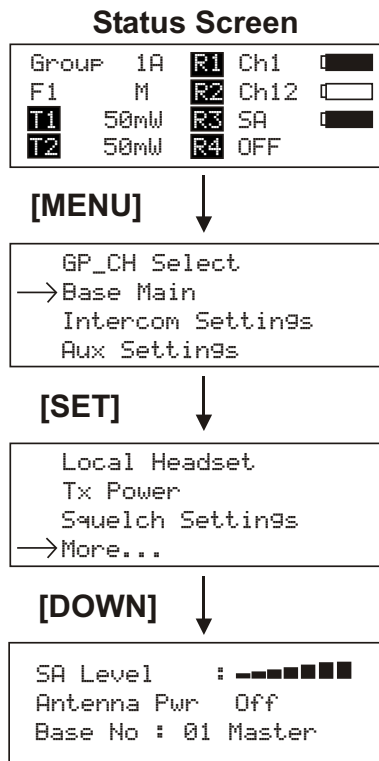 Status Screen
Group 1A R1 Ch1
F1 M R2 Ch12
T1 50mW R3 SA
T2 50mW R4 OFF
[MENU]
GP_CH Select
Base Main
Intercom Settings
Aux Settings
[SET]
Local Headset
Tx Power
Squelch Settings
More...
[DOWN]
SA Level :
Antenna Pwr Off
Base No : 01 Master